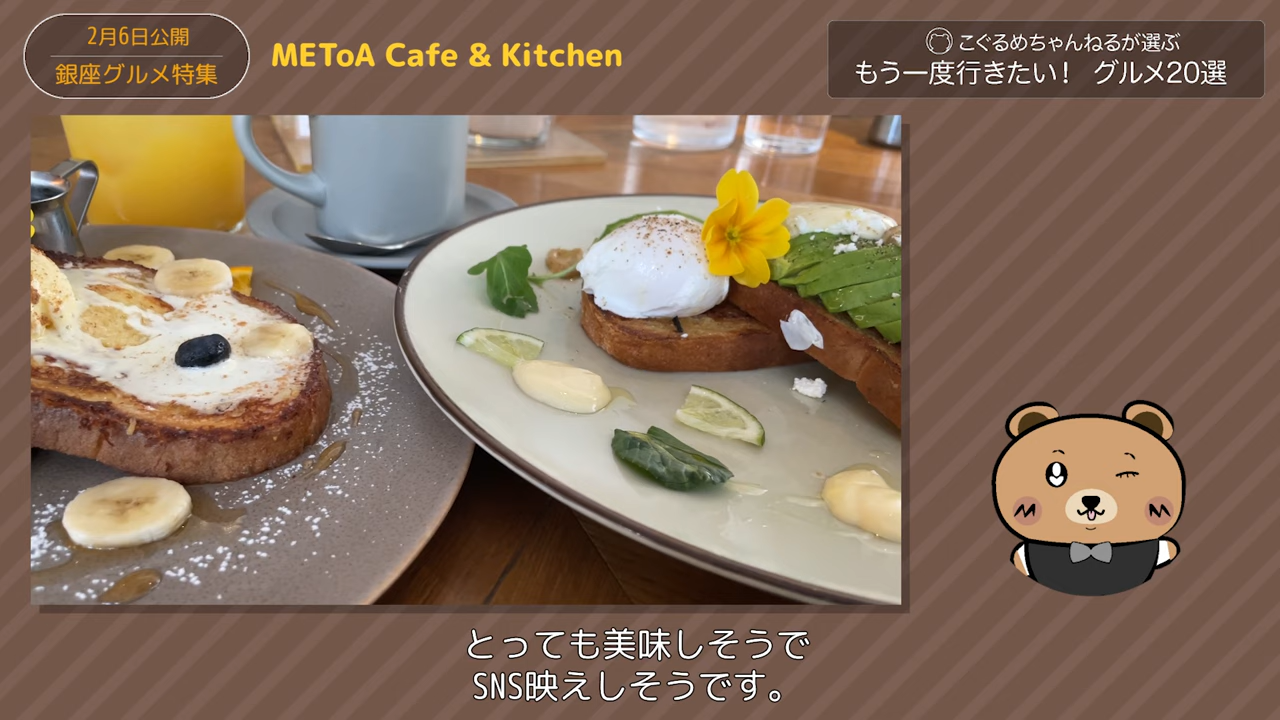 2月6日公開
銀座グルメ特集
METoA Cafe & Kitchen
こぐるめちゃんねるが選ぶ
もう一度行きたい！ グルメ20選
とっても美味しそうで
SNS映えしそうです。